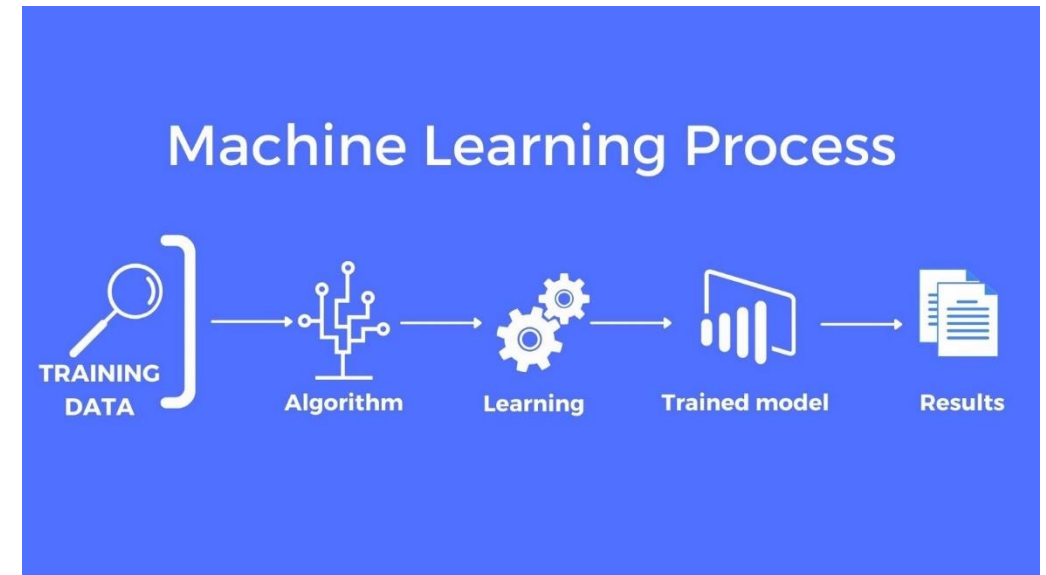 Machine Learning Process
TRAINING
DATA
Algorithm
Learning
Trained model
Results